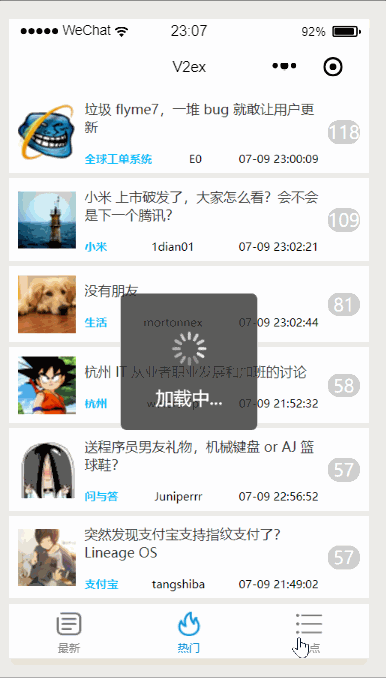 WeChat 23:07 92%
V2ex
垃圾 flyme7，一堆 bug 就敢让用户更
新
118
全球工单系统 E0 07-09 23:00:09
小米 上市破发了，大家怎么看？会不会
是下一个腾讯？
109
小米 1dian01 07-09 23:02:21
没有朋友
81
生活 mortonnex 07-09 23:02:44
杭州 IT 从业者职业发展和加班的讨论
58
杭州 07-09 21:52:32
加载中...
送程序员男友礼物，机械键盘 or AJ 篮
球鞋？
57
问与答 Juniperrr 07-09 22:56:52
突然发现支付宝支持指纹支付了？
Lineage OS
57
支付宝 tangshiba 07-09 21:49:02
最新 热门 点